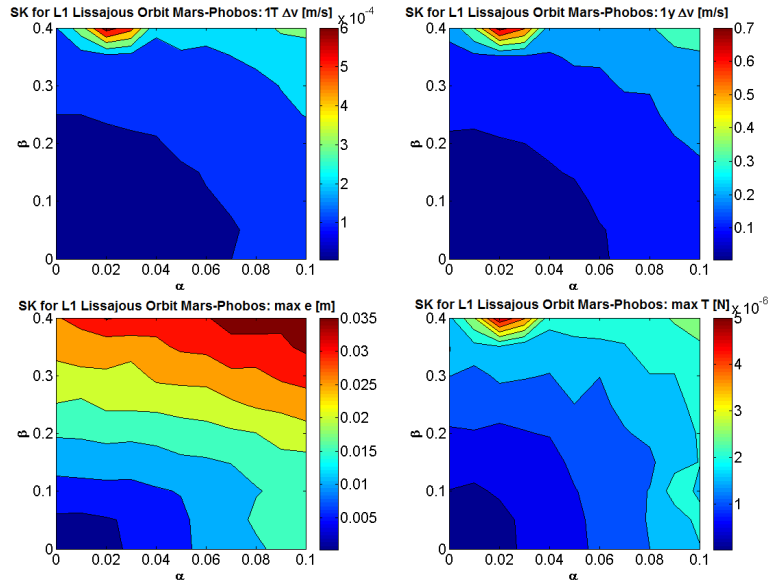 SK for L1 Lissajous Orbit Mars-Phobos: 1T Δv [m/s]
x 10⁻⁴
0.4
0.3
0.2
0.1
0
β
0 0.02 0.04 0.06 0.08 0.1
α
6
5
4
3
2
1
SK for L1 Lissajous Orbit Mars-Phobos: 1y Δv [m/s]
0.4
0.3
0.2
0.1
0
β
0 0.02 0.04 0.06 0.08 0.1
α
0.7
0.6
0.5
0.4
0.3
0.2
0.1
SK for L1 Lissajous Orbit Mars-Phobos: max e [m]
0.4
0.3
0.2
0.1
0
β
0 0.02 0.04 0.06 0.08 0.1
α
0.035
0.03
0.025
0.02
0.015
0.01
0.005
SK for L1 Lissajous Orbit Mars-Phobos: max T [N]
x 10⁻⁶
0.4
0.3
0.2
0.1
0
β
0 0.02 0.04 0.06 0.08 0.1
α
5
4
3
2
1